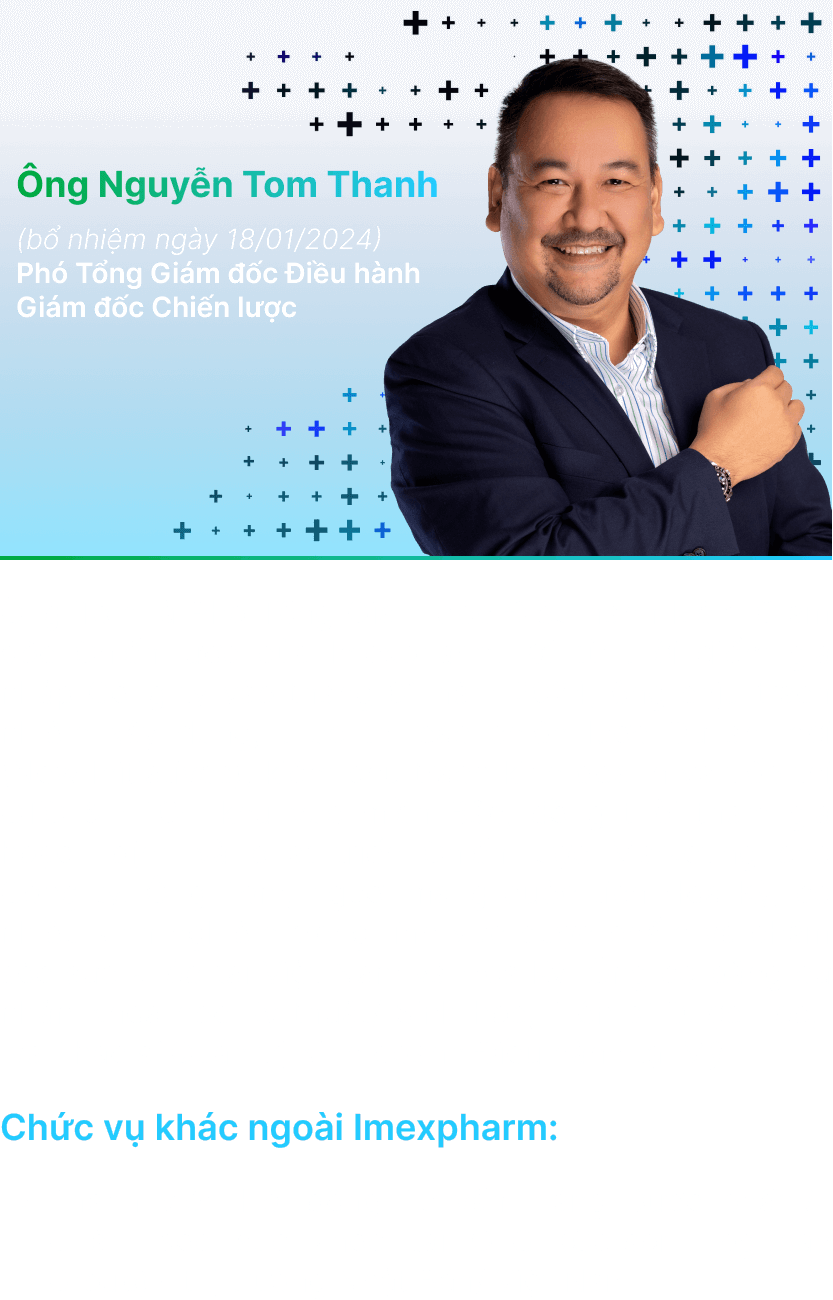 Ông Nguyễn Tom Thanh
(bổ nhiệm ngày 18/01/2024)
Phó Tổng Giám đốc Điều hành
Giám đốc Chiến lược
Chức vụ khác ngoài Imexpharm: